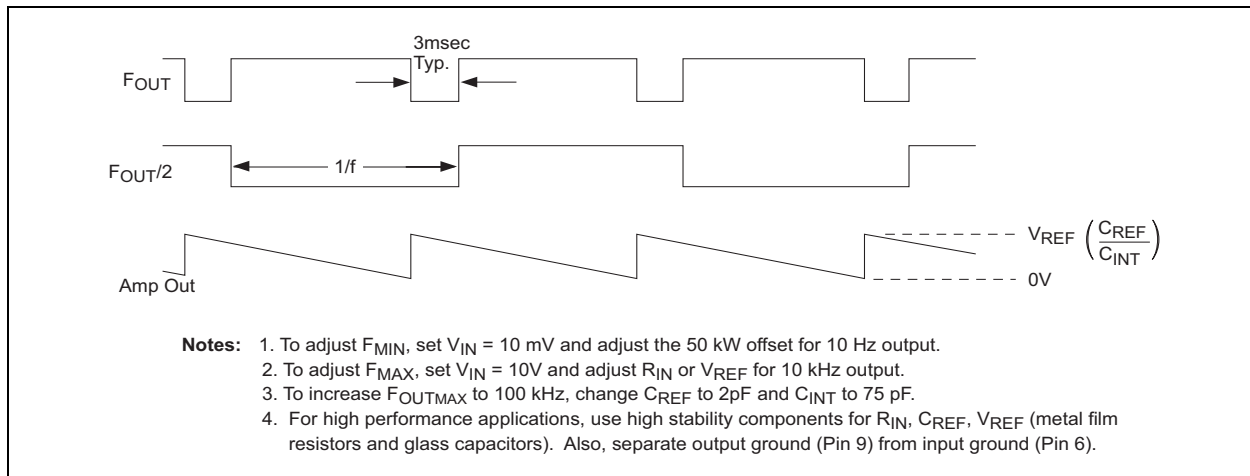 3msec
Typ.
FOUT
1/f
FOUT/2
VREF (CREF/CINT)
Amp Out
0V
Notes: 1. To adjust FMIN, set VIN = 10 mV and adjust the 50 kW offset for 10 Hz output.
2. To adjust FMAX, set VIN = 10V and adjust RIN or VREF for 10 kHz output.
3. To increase FOUTMAX to 100 kHz, change CREF to 2pF and CINT to 75 pF.
4. For high performance applications, use high stability components for RIN, CREF, VREF (metal film
resistors and glass capacitors). Also, separate output ground (Pin 9) from input ground (Pin 6).